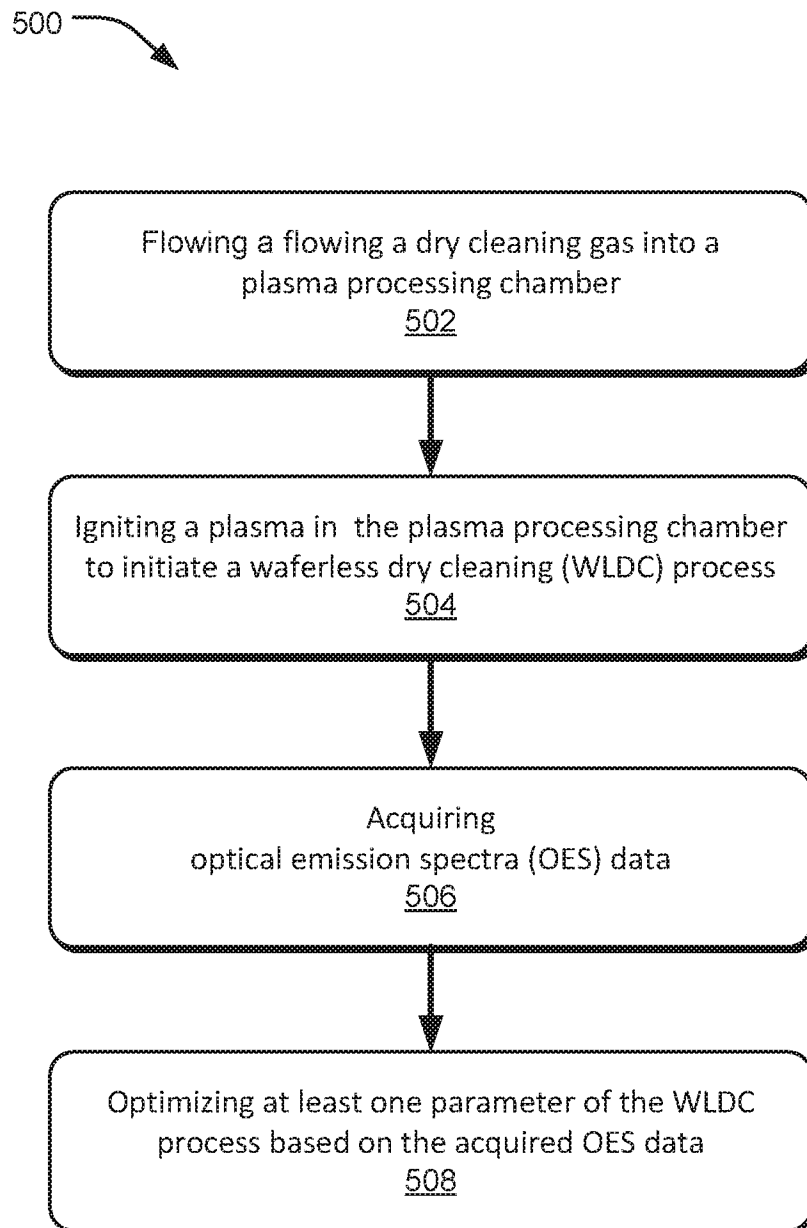 500
Flowing a flowing a dry cleaning gas into a
plasma processing chamber
502
Igniting a plasma in the plasma processing chamber
to initiate a waferless dry cleaning (WLDC) process
504
Acquiring
optical emission spectra (OES) data
506
Optimizing at least one parameter of the WLDC
process based on the acquired OES data
508